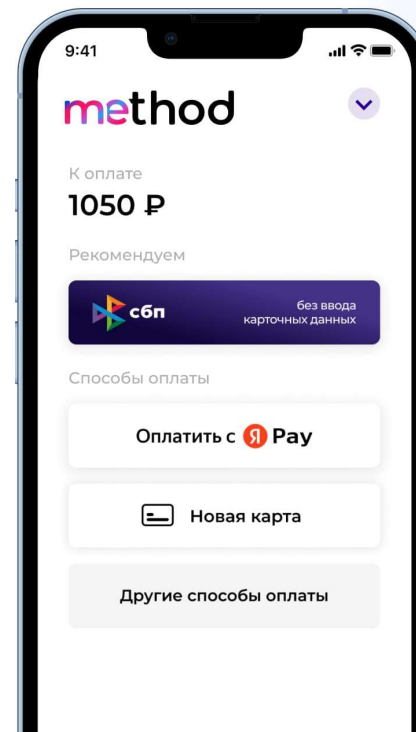 9:41
method
К оплате
1050 ₽
Рекомендуем
сбп
без ввода
карточных данных
Способы оплаты
Оплатить с Я Pay
Новая карта
Другие способы оплаты